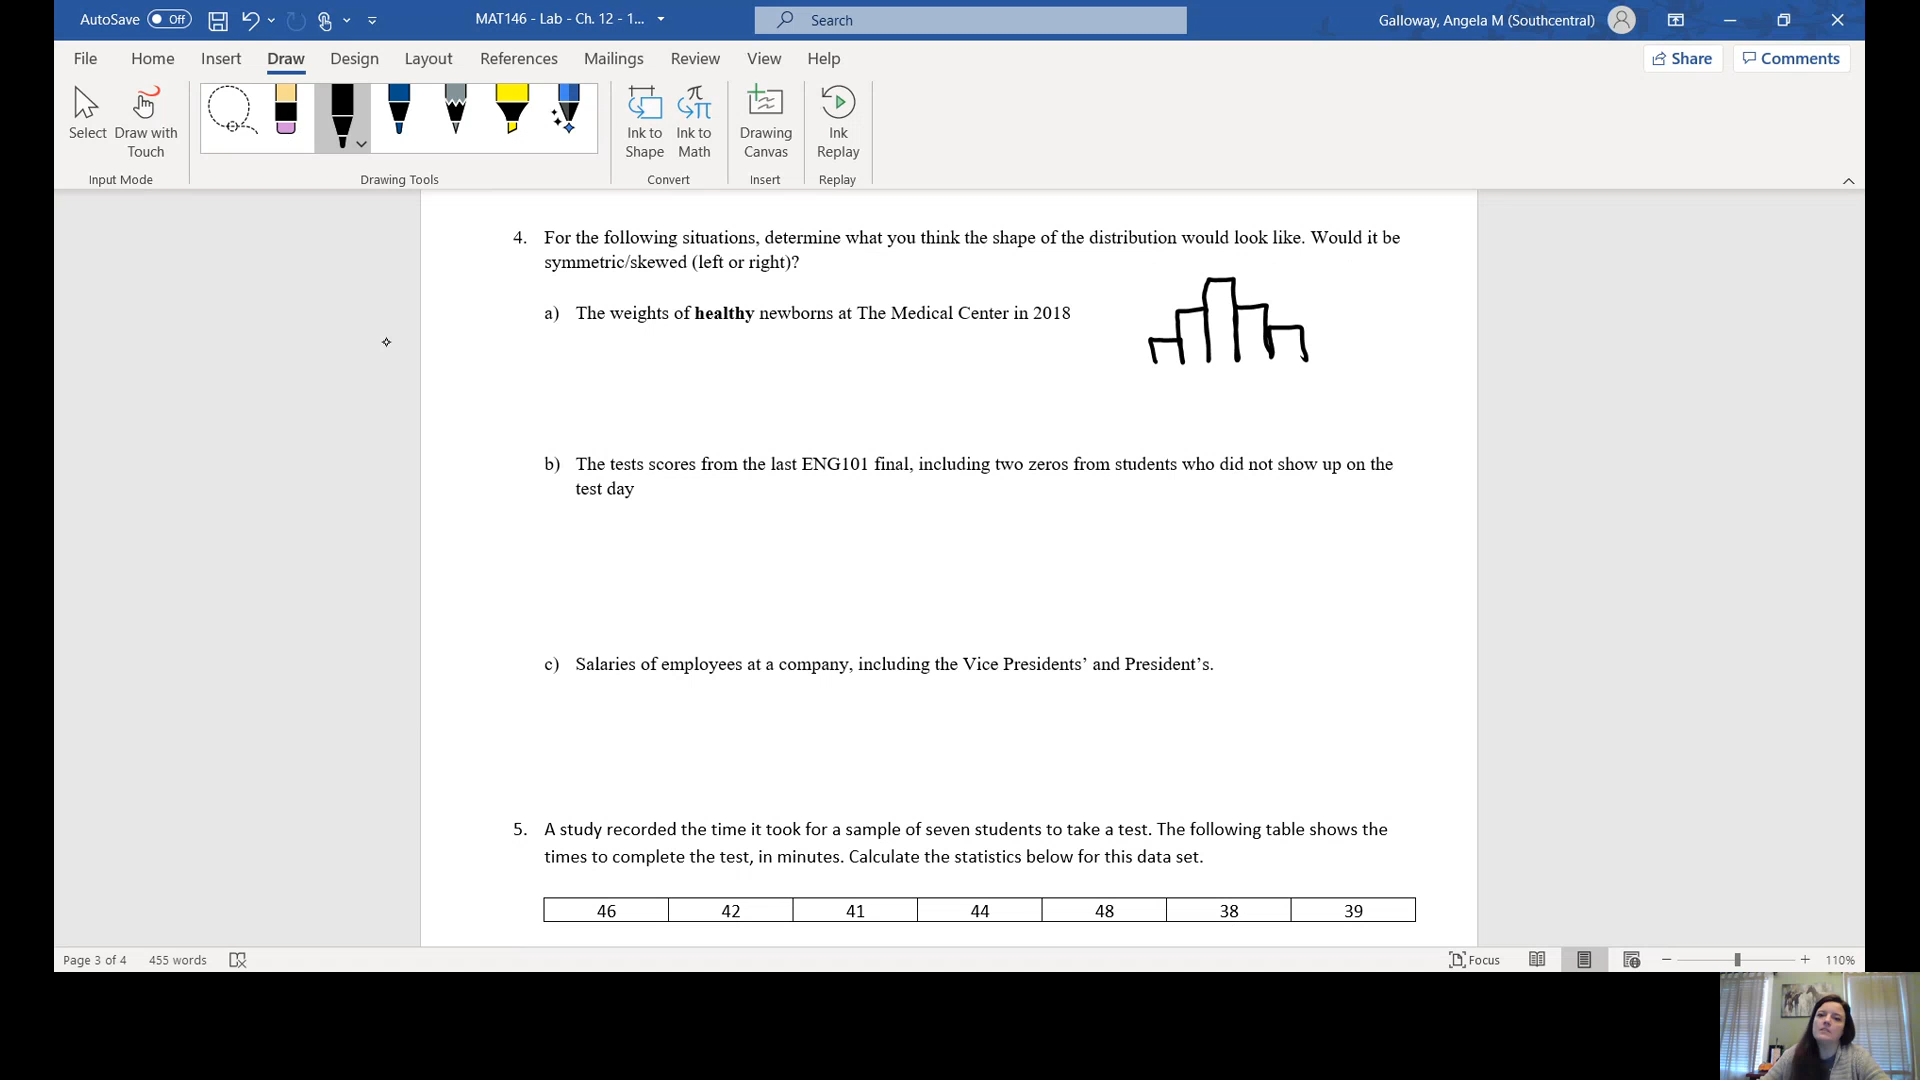 AutoSave Off MAT146 - Lab - Ch. 12 - 1... Search Galloway, Angela M (Southcentral)
File Home Insert Draw Design Layout References Mailings Review View Help Share Comments
Select Draw with Touch Ink to Shape Ink to Math Drawing Canvas Ink Replay
Input Mode Drawing Tools Convert Insert Replay
4. For the following situations, determine what you think the shape of the distribution would look like. Would it be
symmetric/skewed (left or right)?
a) The weights of healthy newborns at The Medical Center in 2018
b) The tests scores from the last ENG101 final, including two zeros from students who did not show up on the
test day
c) Salaries of employees at a company, including the Vice Presidents’ and President’s.
5. A study recorded the time it took for a sample of seven students to take a test. The following table shows the
times to complete the test, in minutes. Calculate the statistics below for this data set.
46 42 41 44 48 38 39
Page 3 of 4 455 words Focus 110%